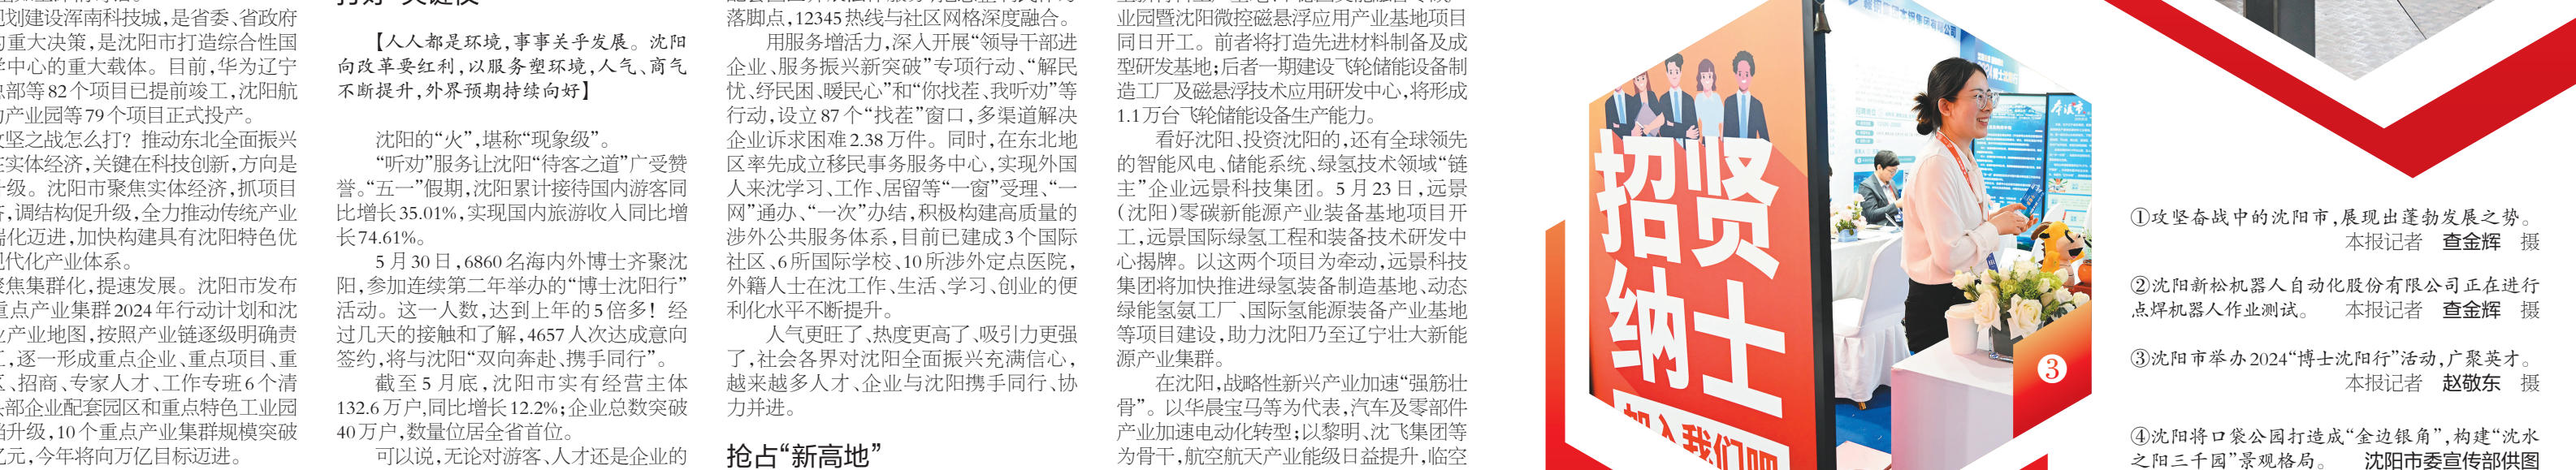 划建设浑南科技城,是省委、省政府
重大决策,是沈阳市打造综合性国
中心的重大载体。目前,华为辽宁
部等82个项目已提前竣工,沈阳航
产业园等79个项目正式投产。
坚之战怎么打?推动东北全面振兴
实体经济,关键在科技创新,方向是
级。沈阳市聚焦实体经济,抓项目
,调结构促升级,全力推动传统产业
化迈进,加快构建具有沈阳特色优
代化产业体系。
焦集群化,提速发展。沈阳市发布
重点产业集群2024年行动计划和沈
产业地图,按照产业链逐级明确责
,逐一形成重点企业、重点项目、重
、招商、专家人才、工作专班6个清
部企业配套园区和重点特色工业园
升级,10个重点产业集群规模突破
亿元,今年将向万亿目标迈进。
【人人都是环境,事事关乎发展。沈阳
向改革要红利,以服务塑环境,人气、商气
不断提升,外界预期持续向好】
沈阳的“火”,堪称“现象级”。
“听劝”服务让沈阳“待客之道”广受赞
誉。“五一”假期,沈阳累计接待国内游客同
比增长35.01%,实现国内旅游收入同比增
长74.61%。
5月30日,6860名海内外博士齐聚沈
阳,参加连续第二年举办的“博士沈阳行”
活动。这一人数,达到上年的5倍多!经
过几天的接触和了解,4657人次达成意向
签约,将与沈阳“双向奔赴、携手同行”。
截至5月底,沈阳市实有经营主体
132.6万户,同比增长12.2%;企业总数突破
40万户,数量位居全省首位。
可以说,无论对游客、人才还是企业的
落脚点,12345热线与社区网格深度融合。
用服务增活力,深入开展“领导干部进
企业、服务振兴新突破”专项行动、“解民
忧、纾民困、暖民心”和“你找茬、我听劝”等
行动,设立87个“找茬”窗口,多渠道解决
企业诉求困难2.38万件。同时,在东北地
区率先成立移民事务服务中心,实现外国
人来沈学习、工作、居留等“一窗”受理、“一
网”通办、“一次”办结,积极构建高质量的
涉外公共服务体系,目前已建成3个国际
社区、6所国际学校、10所涉外定点医院,
外籍人士在沈工作、生活、学习、创业的便
利化水平不断提升。
人气更旺了、热度更高了、吸引力更强
了,社会各界对沈阳全面振兴充满信心,
越来越多人才、企业与沈阳携手同行、协
力并进。
抢占“新高地”
业园暨沈阳微控磁悬浮应用产业基地项目
同日开工。前者将打造先进材料制备及成
型研发基地;后者一期建设飞轮储能设备制
造工厂及磁悬浮技术应用研发中心,将形成
1.1万台飞轮储能设备生产能力。
看好沈阳、投资沈阳的,还有全球领先
的智能风电、储能系统、绿氢技术领域“链
主”企业远景科技集团。5月23日,远景
(沈阳)零碳新能源产业装备基地项目开
工,远景国际绿氢工程和装备技术研发中
心揭牌。以这两个项目为牵动,远景科技
集团将加快推进绿氢装备制造基地、动态
绿能氢氨工厂、国际氢能源装备产业基地
等项目建设,助力沈阳乃至辽宁壮大新能
源产业集群。
在沈阳,战略性新兴产业加速“强筋壮
骨”。以华晨宝马等为代表,汽车及零部件
产业加速电动化转型;以黎明、沈飞集团等
为骨干,航空航天产业能级日益提升,临空
招贤
纳士
加入我们吧
本溪市
③
①攻坚奋战中的沈阳市,展现出蓬勃发展之势。
本报记者 查金辉 摄
②沈阳新松机器人自动化股份有限公司正在进行
点焊机器人作业测试。 本报记者 查金辉 摄
③沈阳市举办2024“博士沈阳行”活动,广聚英才。
本报记者 赵敬东 摄
④沈阳将口袋公园打造成“金边银角”,构建“沈水
之阳三千园”景观格局。 沈阳市委宣传部供图